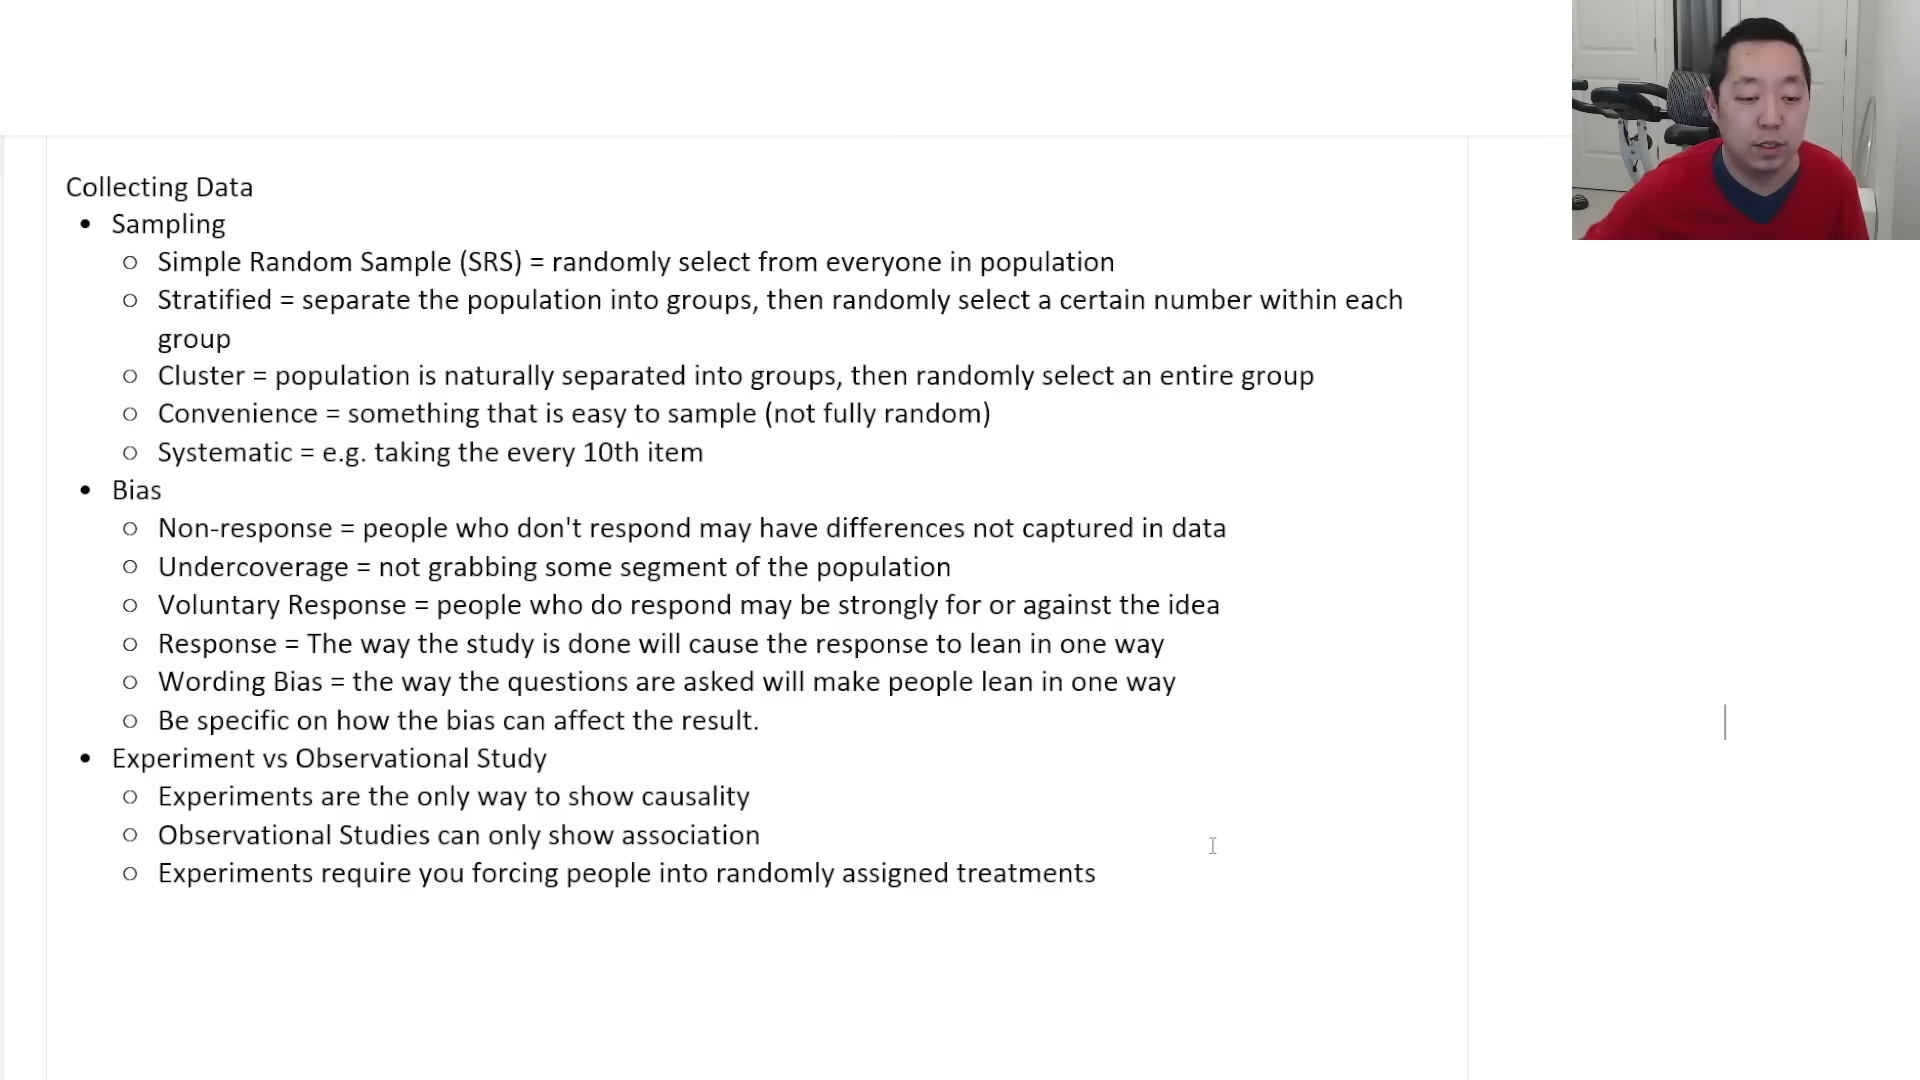 Collecting Data
• Sampling
○ Simple Random Sample (SRS) = randomly select from everyone in population
○ Stratified = separate the population into groups, then randomly select a certain number within each
group
○ Cluster = population is naturally separated into groups, then randomly select an entire group
○ Convenience = something that is easy to sample (not fully random)
○ Systematic = e.g. taking the every 10th item
• Bias
○ Non-response = people who don't respond may have differences not captured in data
○ Undercoverage = not grabbing some segment of the population
○ Voluntary Response = people who do respond may be strongly for or against the idea
○ Response = The way the study is done will cause the response to lean in one way
○ Wording Bias = the way the questions are asked will make people lean in one way
○ Be specific on how the bias can affect the result.
• Experiment vs Observational Study
○ Experiments are the only way to show causality
○ Observational Studies can only show association
○ Experiments require you forcing people into randomly assigned treatments